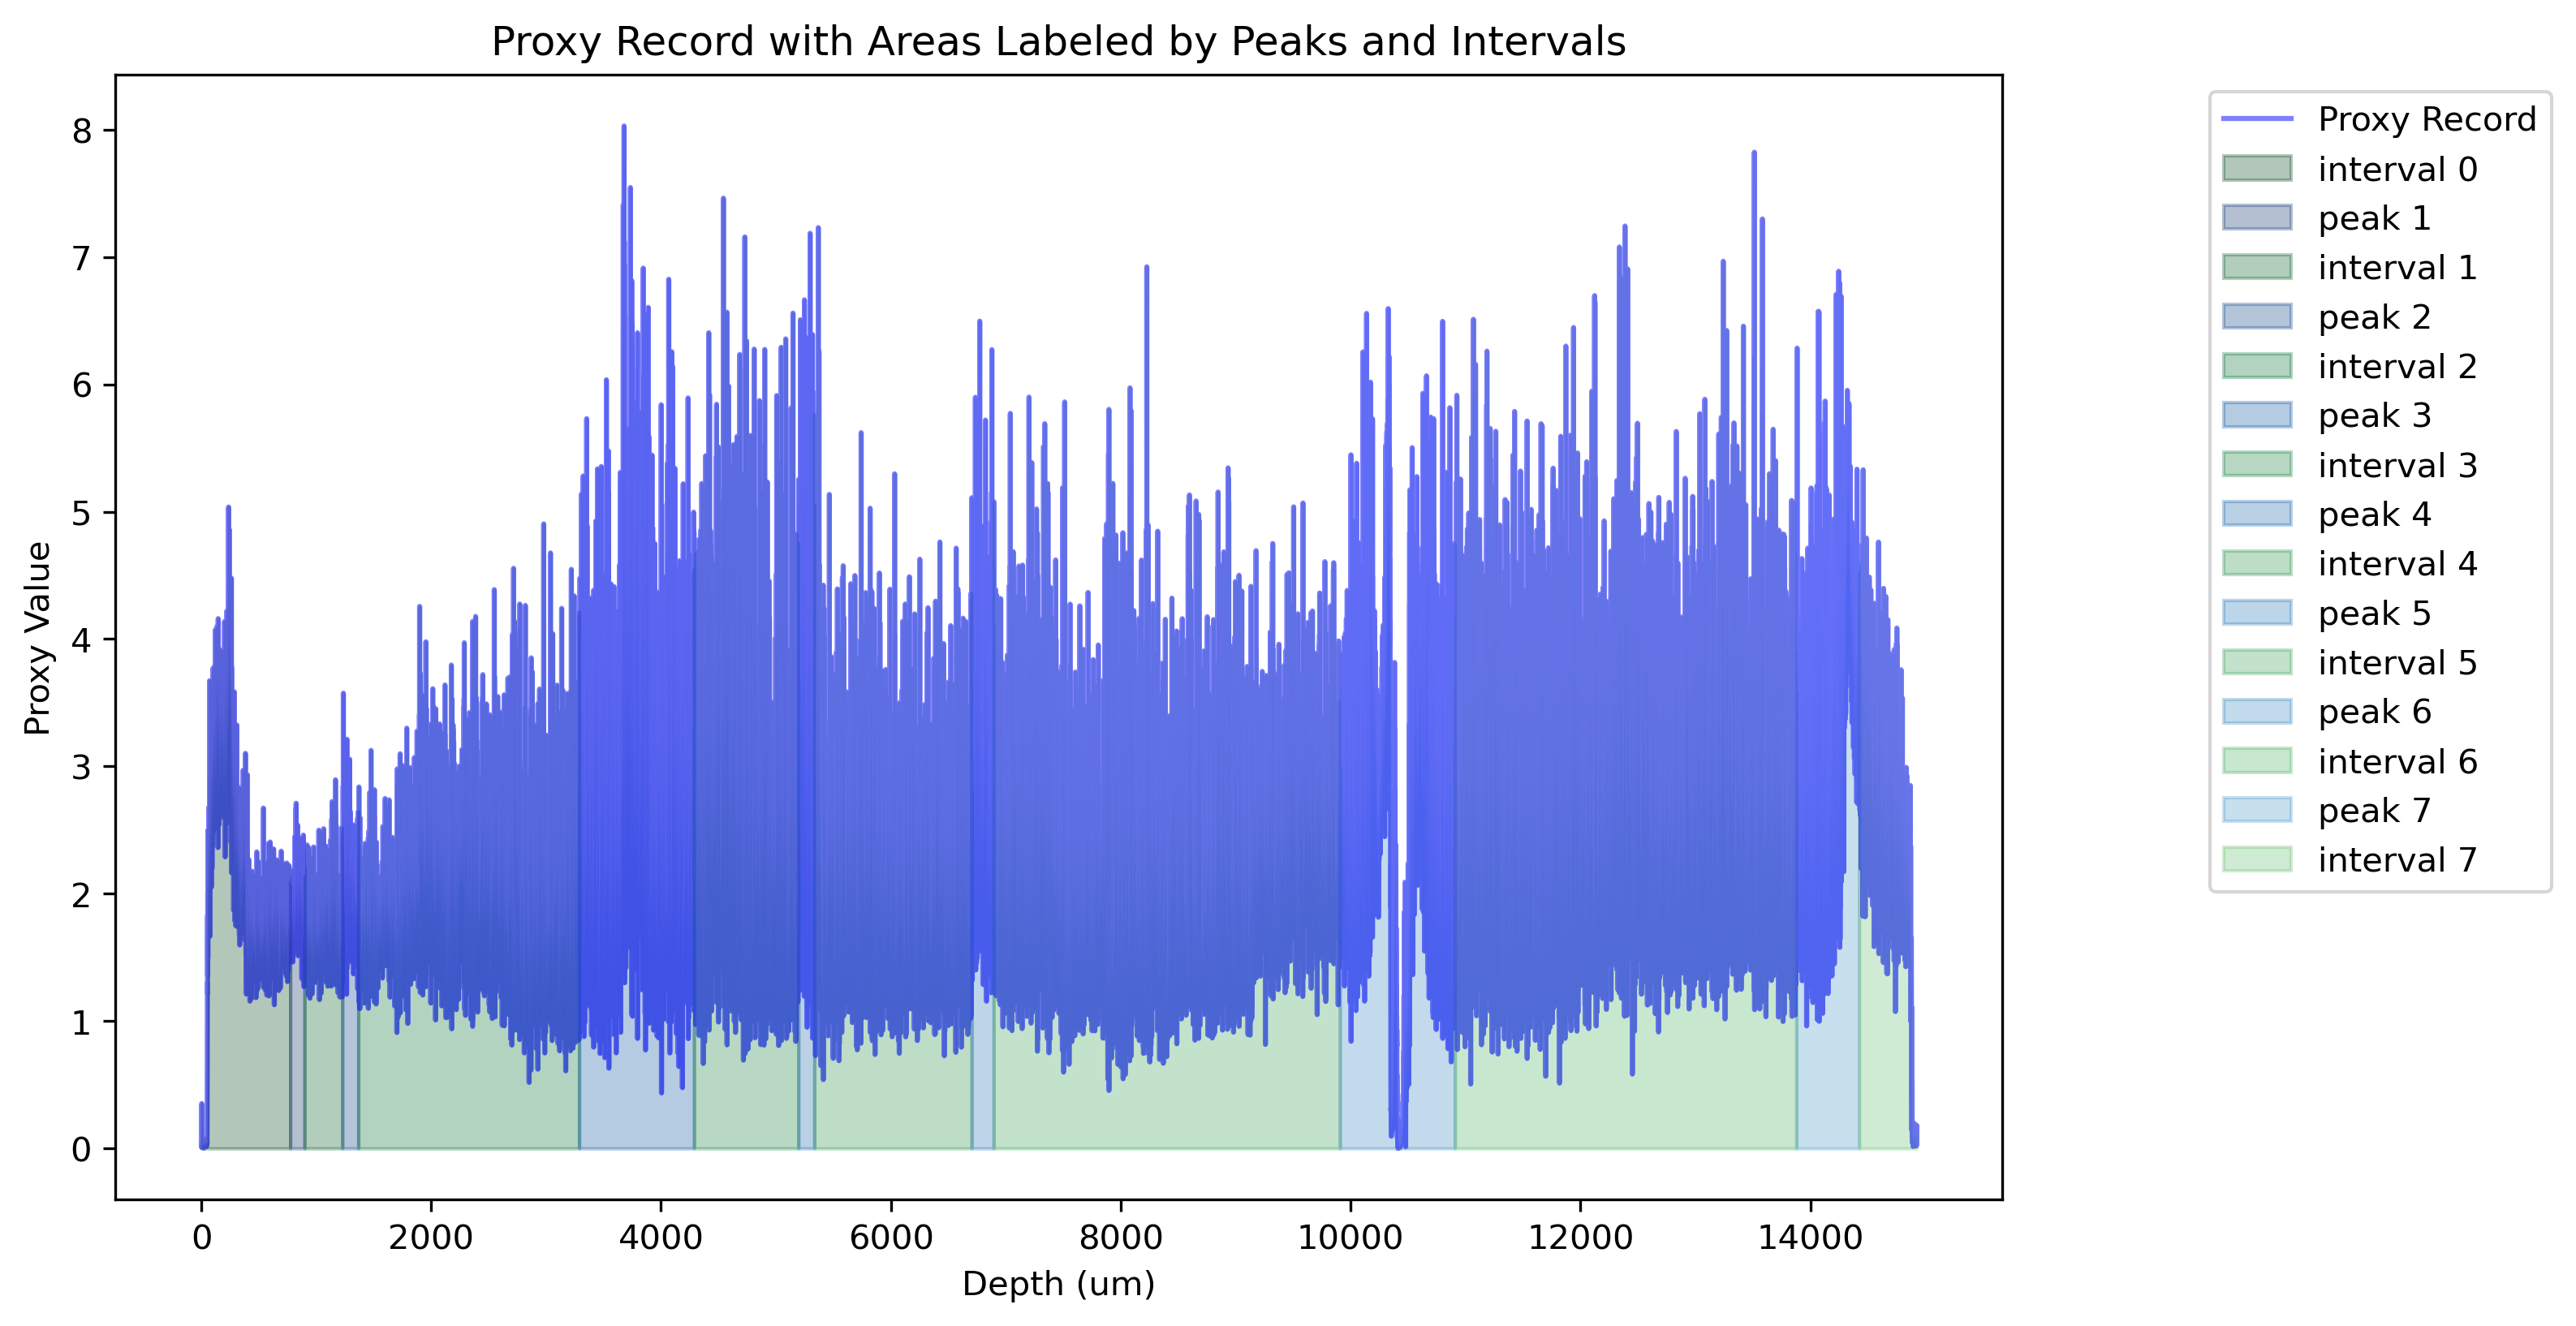 Proxy Record with Areas Labeled by Peaks and Intervals
8
7
6
5
4
3
2
1
0
Proxy Value
0 2000 4000 6000 8000 10000 12000 14000
Depth (um)
Proxy Record
interval 0
peak 1
interval 1
peak 2
interval 2
peak 3
interval 3
peak 4
interval 4
peak 5
interval 5
peak 6
interval 6
peak 7
interval 7